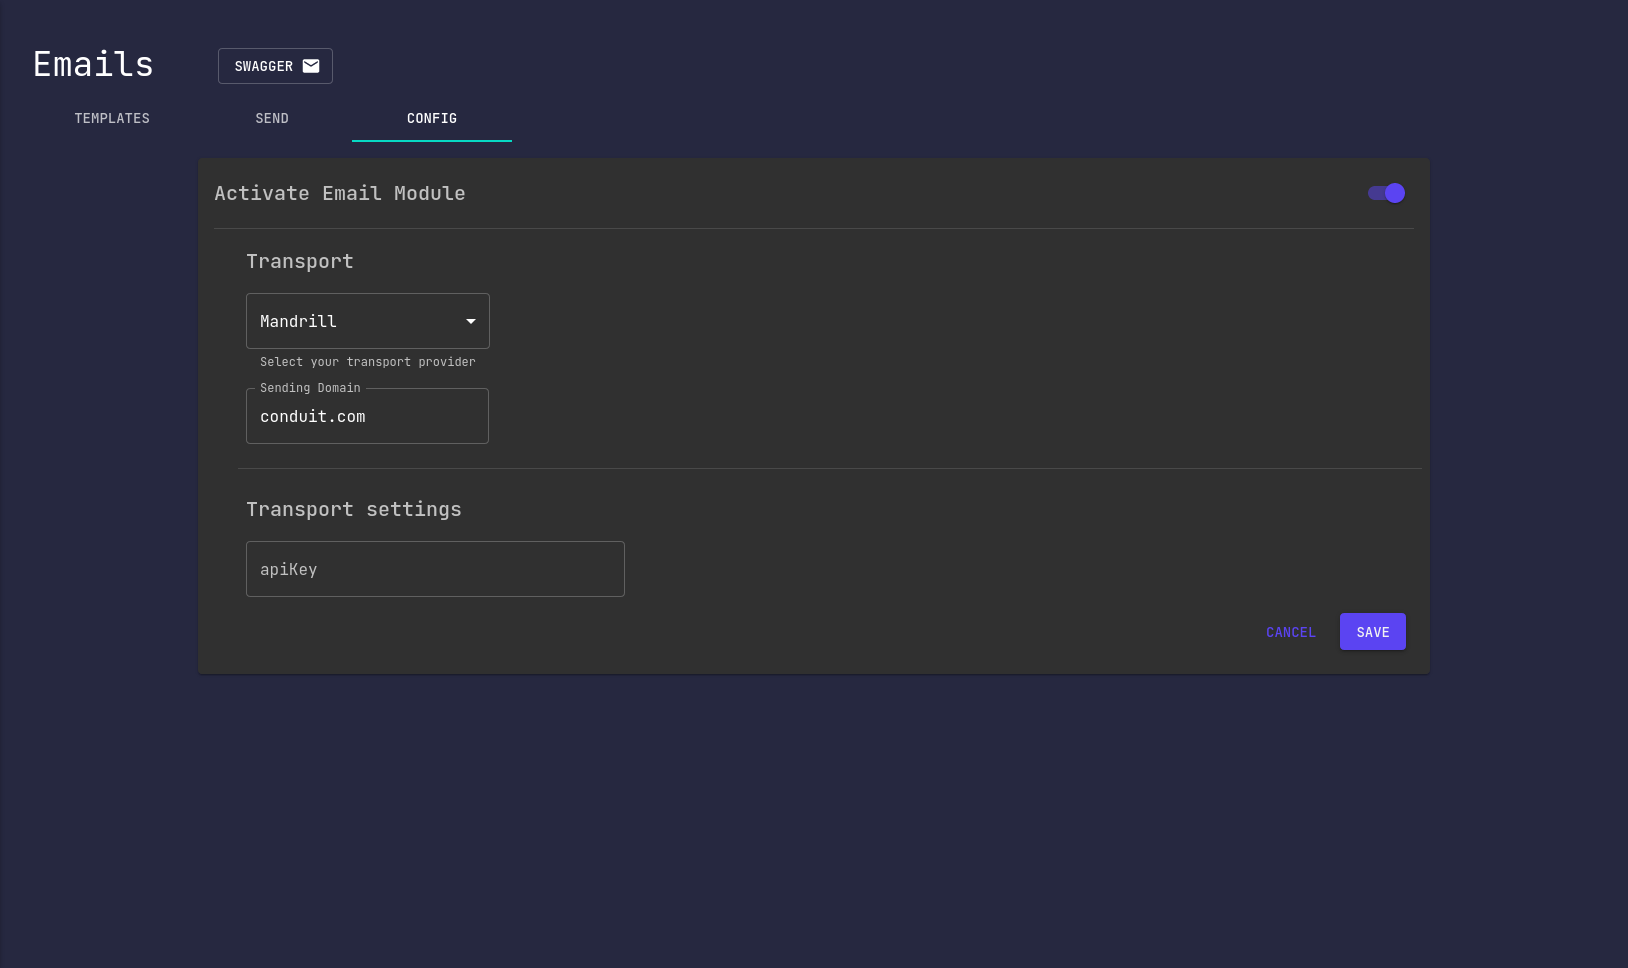 Emails
SWAGGER
TEMPLATES
SEND
CONFIG
Activate Email Module
Transport
Mandrill
Select your transport provider
Sending Domain
conduit.com
Transport settings
apiKey
CANCEL
SAVE